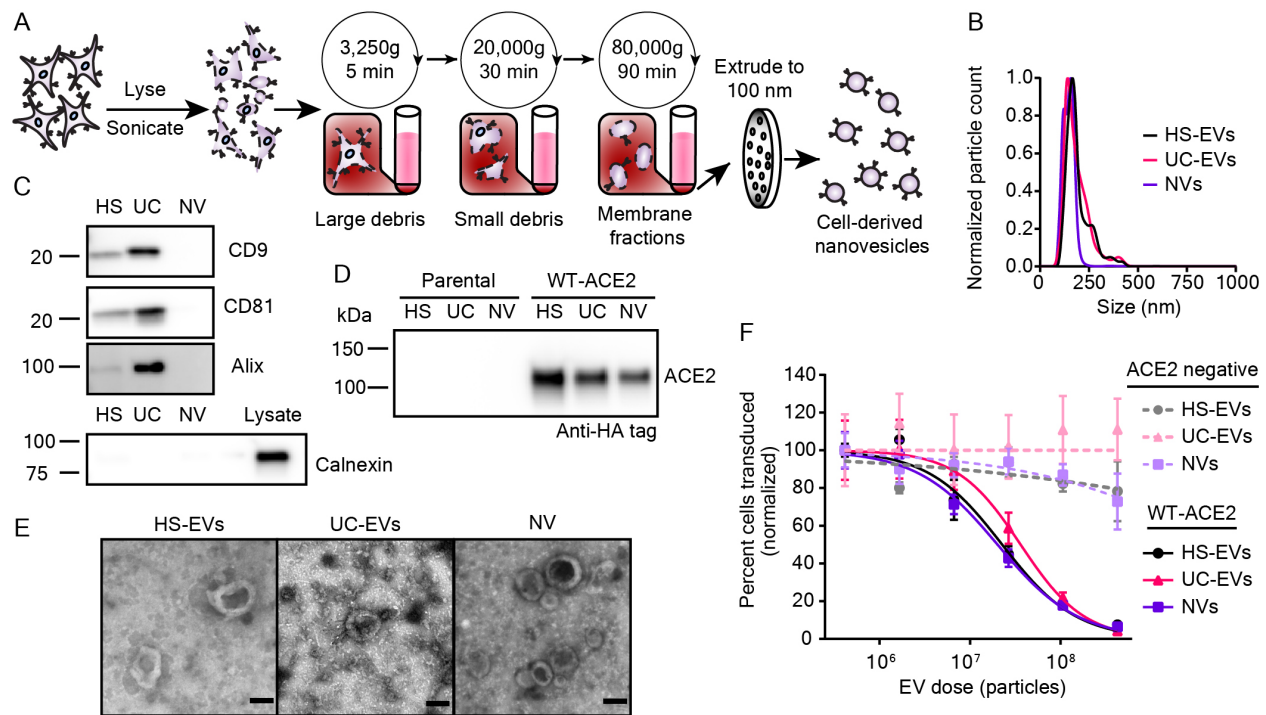 A
Lyse
Sonicate
3,250g
5 min
20,000g
30 min
80,000g
90 min
Extrude to
100 nm
Large debris
Small debris
Membrane
fractions
Cell-derived
nanovesicles
B
Normalized particle count
1.0
0.8
0.6
0.4
0.2
0.0
0 250 500 750 1000
Size (nm)
HS-EVs
UC-EVs
NVs
C
HS UC NV
20
CD9
20
CD81
100
Alix
HS UC NV Lysate
100
75
Calnexin
D
Parental WT-ACE2
kDa
HS UC NV HS UC NV
150
100
ACE2
Anti-HA tag
E
HS-EVs UC-EVs NV
F
Percent cells transduced
(normalized)
140
120
100
80
60
40
20
0
10⁶ 10⁷ 10⁸
EV dose (particles)
ACE2 negative
HS-EVs
UC-EVs
NVs
WT-ACE2
HS-EVs
UC-EVs
NVs